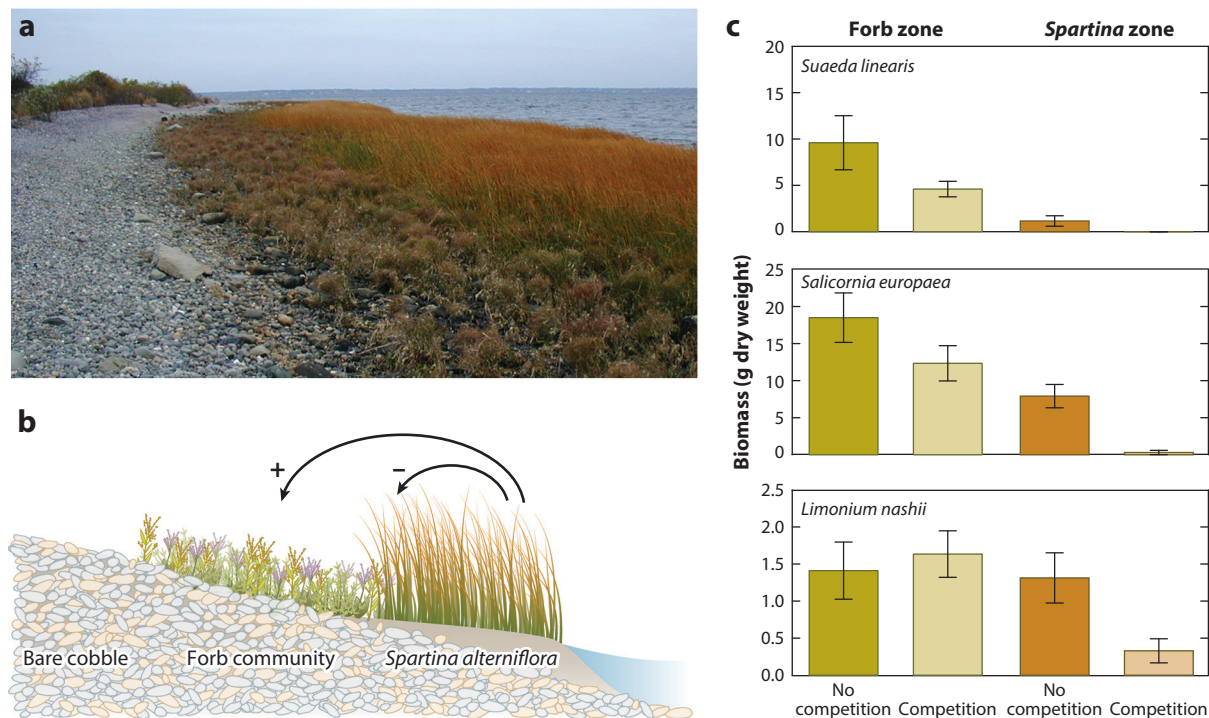 a
b
+
−
Bare cobble
Forb community
Spartina alterniflora
c
Forb zone
Spartina zone
Biomass (g dry weight)
20
15
10
5
0
Suaeda linearis
25
20
15
10
5
0
Salicornia europaea
2.5
2.0
1.5
1.0
0.5
0.0
Limonium nashii
No
competition
Competition
No
competition
Competition